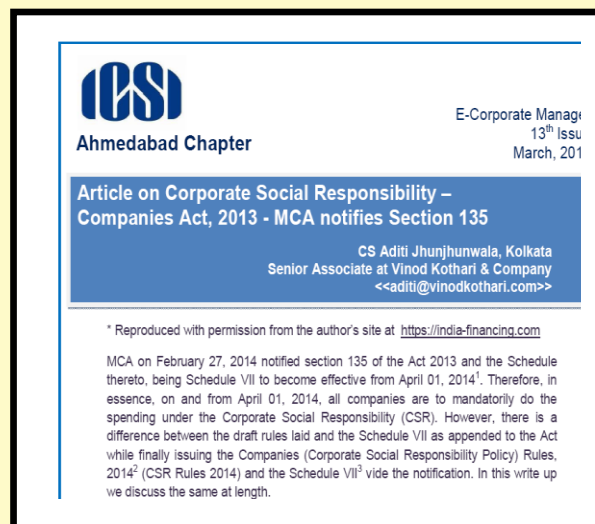 ICSI
Ahmedabad Chapter
E-Corporate Manage
13th Issu
March, 201
Article on Corporate Social Responsibility –
Companies Act, 2013 - MCA notifies Section 135
CS Aditi Jhunjhunwala, Kolkata
Senior Associate at Vinod Kothari & Company
<<aditi@vinodkothari.com>>
* Reproduced with permission from the author's site at https://india-financing.com
MCA on February 27, 2014 notified section 135 of the Act 2013 and the Schedule
thereto, being Schedule VII to become effective from April 01, 2014¹. Therefore, in
essence, on and from April 01, 2014, all companies are to mandatorily do the
spending under the Corporate Social Responsibility (CSR). However, there is a
difference between the draft rules laid and the Schedule VII as appended to the Act
while finally issuing the Companies (Corporate Social Responsibility Policy) Rules,
2014² (CSR Rules 2014) and the Schedule VII³ vide the notification. In this write up
we discuss the same at length.